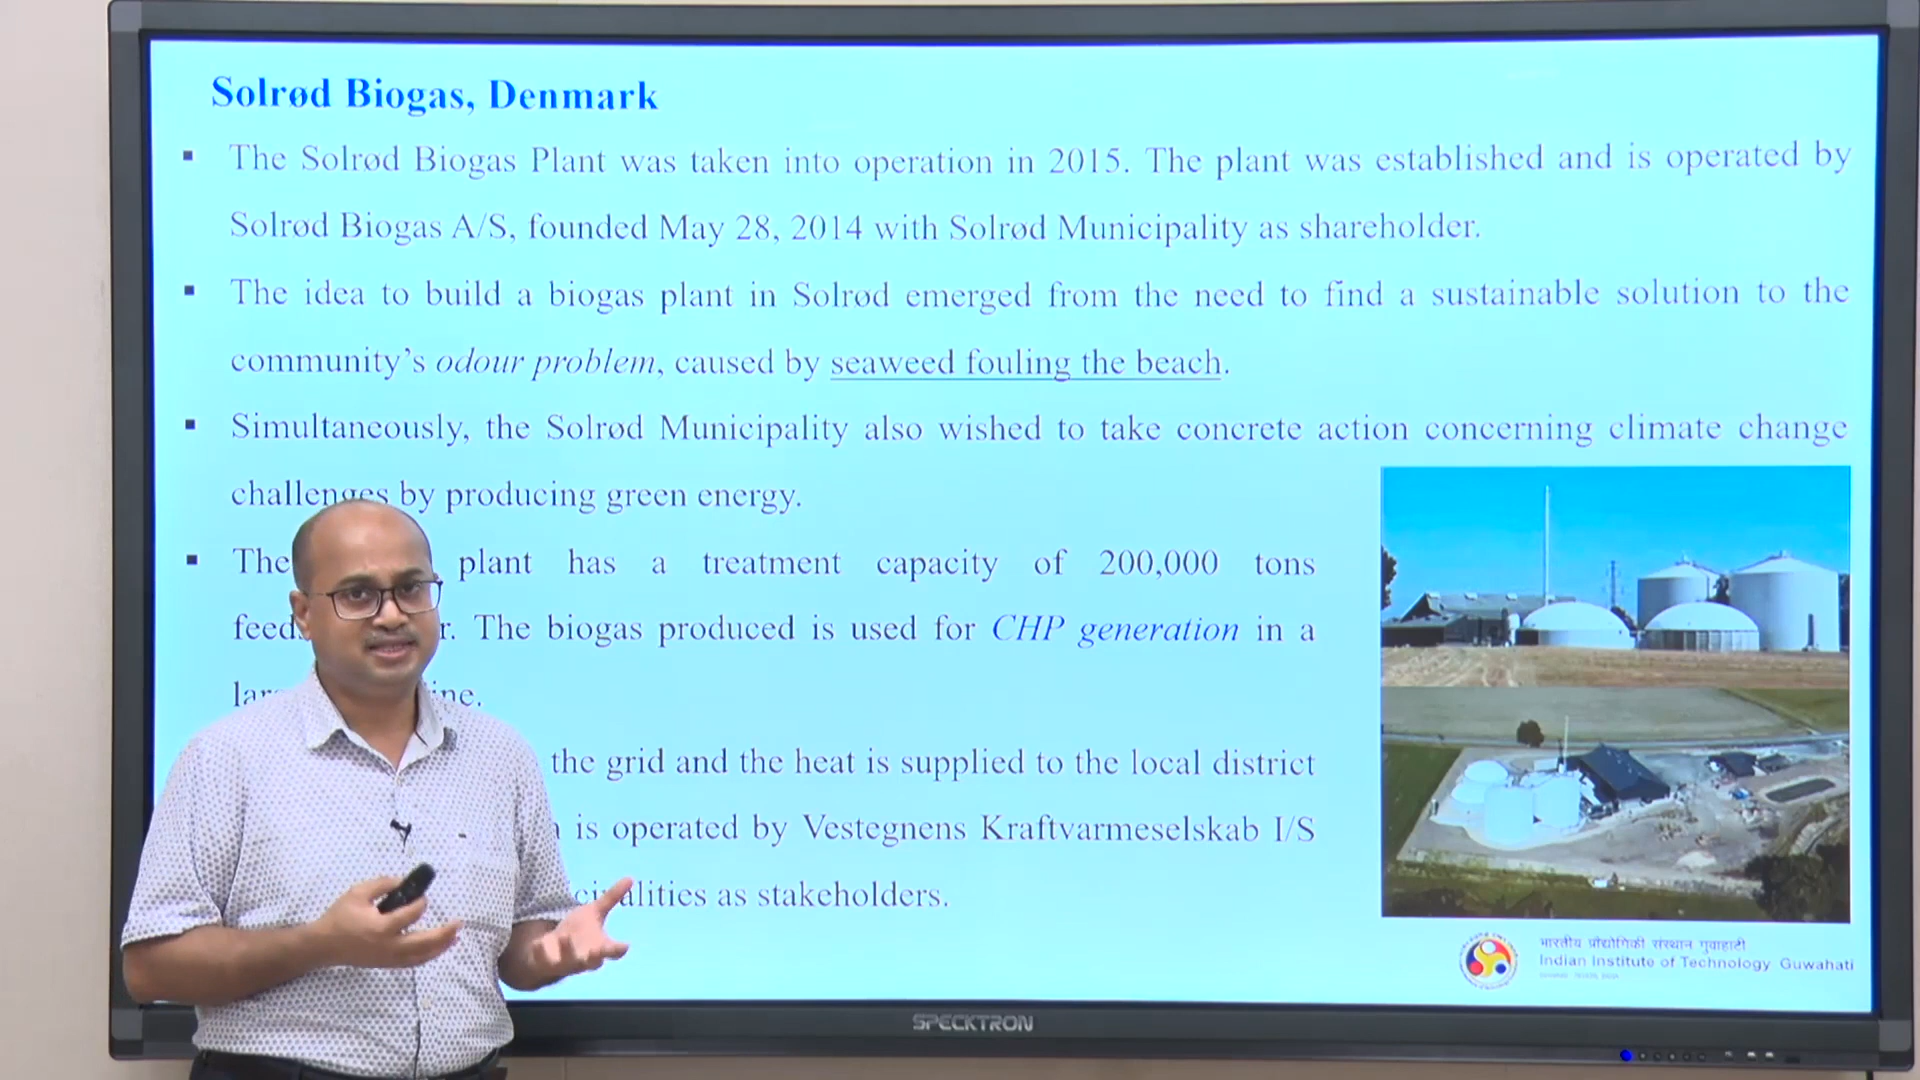 Solrød Biogas, Denmark
▪ The Solrød Biogas Plant was taken into operation in 2015. The plant was established and is operated by
Solrød Biogas A/S, founded May 28, 2014 with Solrød Municipality as shareholder.
▪ The idea to build a biogas plant in Solrød emerged from the need to find a sustainable solution to the
community’s odour problem, caused by seaweed fouling the beach.
▪ Simultaneously, the Solrød Municipality also wished to take concrete action concerning climate change
challenges by producing green energy.
▪ The plant has a treatment capacity of 200,000 tons
The biogas produced is used for CHP generation in a
the grid and the heat is supplied to the local district
is operated by Vestegnens Kraftvarmeselskab I/S
as stakeholders.
भारतीय प्रौद्योगिकी संस्थान गुवाहाटी
Indian Institute of Technology Guwahati
SPECKTRON